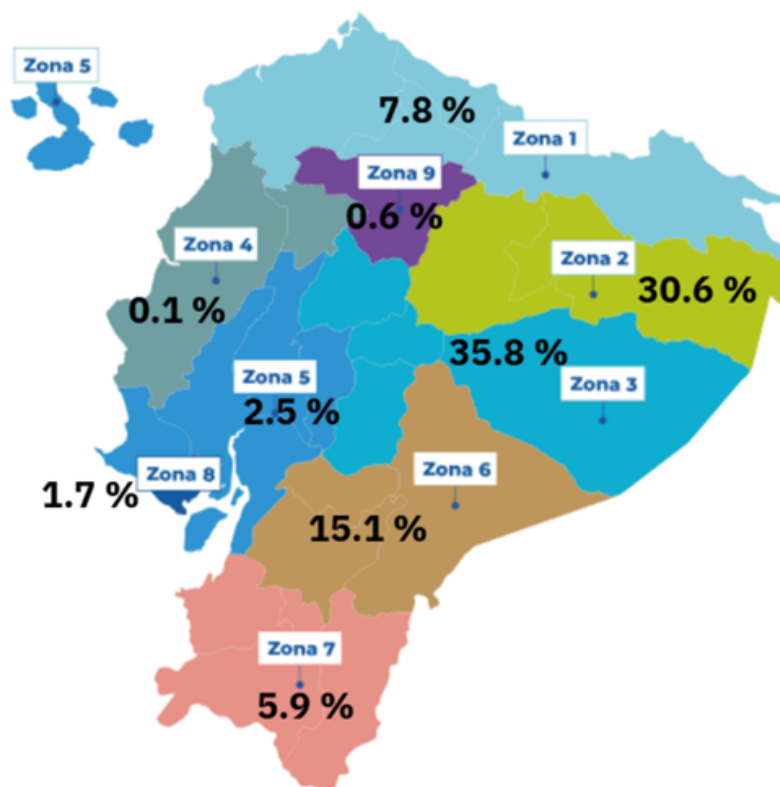 Zona 5
7.8 %
Zona 1
Zona 9
0.6 %
Zona 4
Zona 2
30.6 %
0.1 %
35.8 %
Zona 5
Zona 3
2.5 %
Zona 8
Zona 6
1.7 %
15.1 %
Zona 7
5.9 %